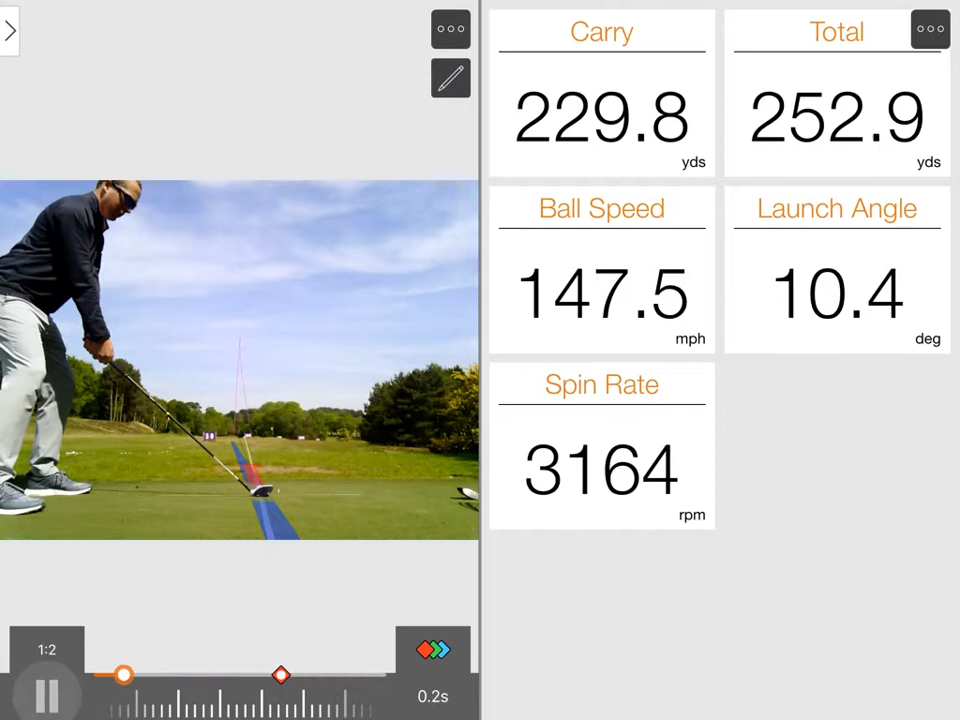 Carry
229.8
yds
Total
252.9
yds
Ball Speed
147.5
mph
Launch Angle
10.4
deg
Spin Rate
3164
rpm
1:2
0.2s